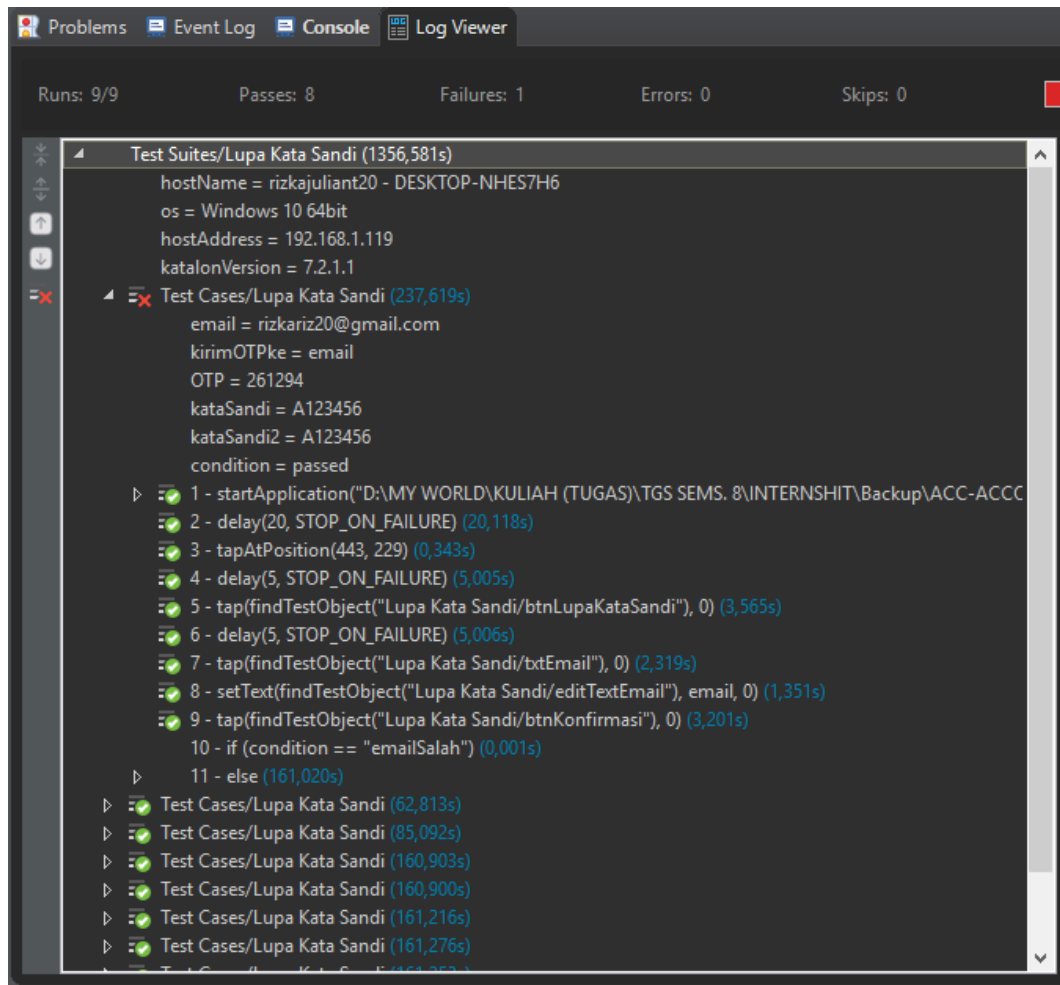 Problems Event Log Console Log Viewer
Runs: 9/9 Passes: 8 Failures: 1 Errors: 0 Skips: 0
Test Suites/Lupa Kata Sandi (1356,581s)
hostName = rizkajuliant20 - DESKTOP-NHES7H6
os = Windows 10 64bit
hostAddress = 192.168.1.119
katalonVersion = 7.2.1.1
Test Cases/Lupa Kata Sandi (237,619s)
email = rizkariz20@gmail.com
kirimOTPke = email
OTP = 261294
kataSandi = A123456
kataSandi2 = A123456
condition = passed
1 - startApplication("D:\MY WORLD\KULIAH (TUGAS)\TGS SEMS. 8\INTERNSHIT\Backup\ACC-ACCC
2 - delay(20, STOP_ON_FAILURE) (20,118s)
3 - tapAtPosition(443, 229) (0,343s)
4 - delay(5, STOP_ON_FAILURE) (5,005s)
5 - tap(findTestObject("Lupa Kata Sandi/btnLupaKataSandi"), 0) (3,565s)
6 - delay(5, STOP_ON_FAILURE) (5,006s)
7 - tap(findTestObject("Lupa Kata Sandi/txtEmail"), 0) (2,319s)
8 - setText(findTestObject("Lupa Kata Sandi/editTextEmail"), email, 0) (1,351s)
9 - tap(findTestObject("Lupa Kata Sandi/btnKonfirmasi"), 0) (3,201s)
10 - if (condition == "emailSalah") (0,001s)
11 - else (161,020s)
Test Cases/Lupa Kata Sandi (62,813s)
Test Cases/Lupa Kata Sandi (85,092s)
Test Cases/Lupa Kata Sandi (160,903s)
Test Cases/Lupa Kata Sandi (160,900s)
Test Cases/Lupa Kata Sandi (161,216s)
Test Cases/Lupa Kata Sandi (161,276s)
Test Cases/Lupa Kata Sandi